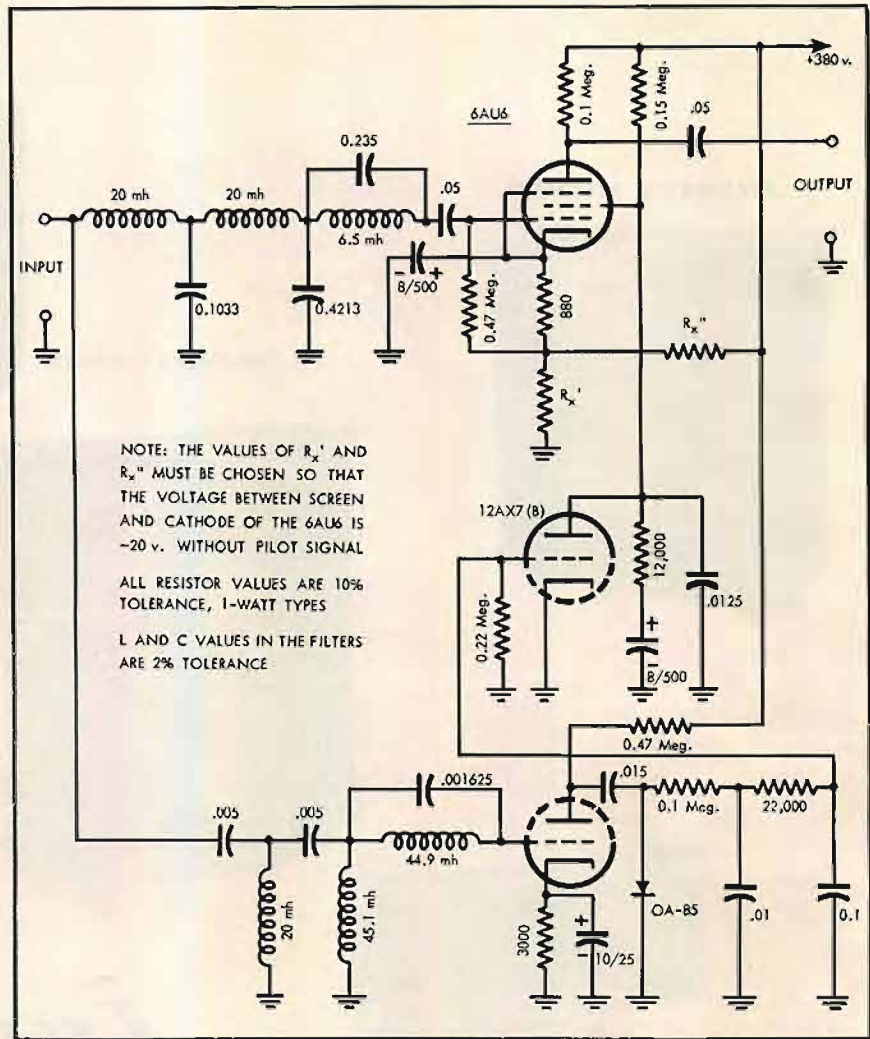 +380 v.
6AU6
0.1 Meg.
0.15 Meg.
.05
OUTPUT
0.235
20 mh
20 mh
6.5 mh
.05
INPUT
0.1033
0.4213
8/500
0.47 Meg.
880
Rx"
Rx'
NOTE: THE VALUES OF Rx' AND
Rx" MUST BE CHOSEN SO THAT
THE VOLTAGE BETWEEN SCREEN
AND CATHODE OF THE 6AU6 IS
~20 v. WITHOUT PILOT SIGNAL
ALL RESISTOR VALUES ARE 10%
TOLERANCE, 1-WATT TYPES
L AND C VALUES IN THE FILTERS
ARE 2% TOLERANCE
12AX7 (B)
0.22 Meg.
12,000
.0125
8/500
0.47 Meg.
.005
.005
.001625
44.9 mh
20 mh
45.1 mh
.015
0.1 Meg.
22,000
3000
10/25
OA-85
.01
0.1